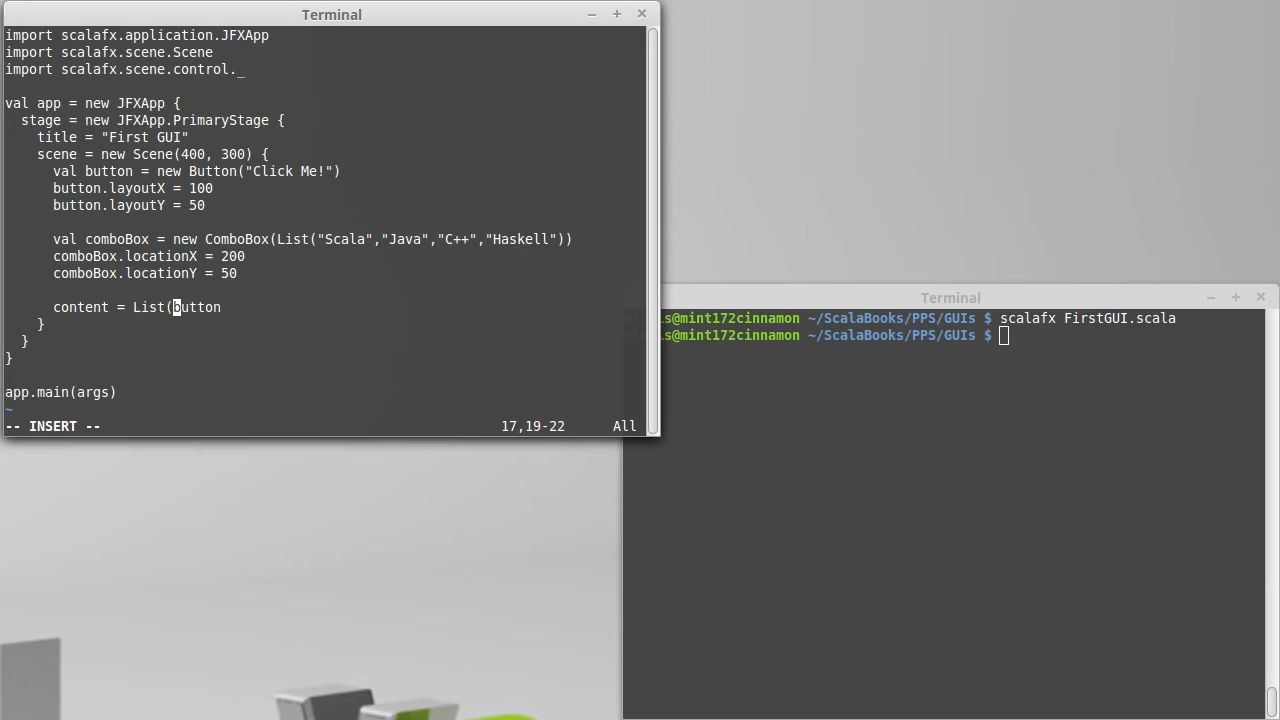 Terminal
import scalafx.application.JFXApp
import scalafx.scene.Scene
import scalafx.scene.control._
val app = new JFXApp {
stage = new JFXApp.PrimaryStage {
title = "First GUI"
scene = new Scene(400, 300) {
val button = new Button("Click Me!")
button.layoutX = 100
button.layoutY = 50
val comboBox = new ComboBox(List("Scala","Java","C++","Haskell"))
comboBox.locationX = 200
comboBox.locationY = 50
content = List(button
}
}
}
app.main(args)
~
-- INSERT -- 17,19-22 All
Terminal
s@mint172cinnamon ~/ScalaBooks/PPS/GUIs $ scalafx FirstGUI.scala
s@mint172cinnamon ~/ScalaBooks/PPS/GUIs $